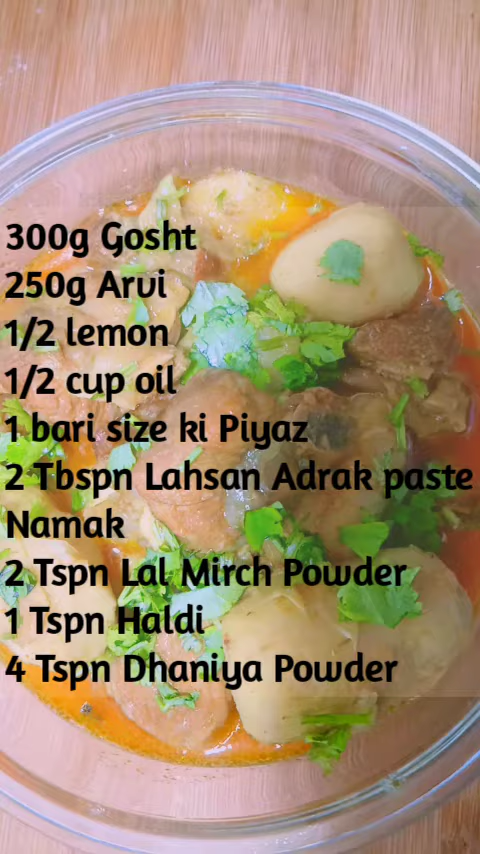 300g Gosht
250g Arvi
1/2 lemon
1/2 cup oil
1 bari size ki Piyaz
2 Tbspn Lahsan Adrak paste
Namak
2 Tspn Lal Mirch Powder
1 Tspn Haldi
4 Tspn Dhaniya Powder